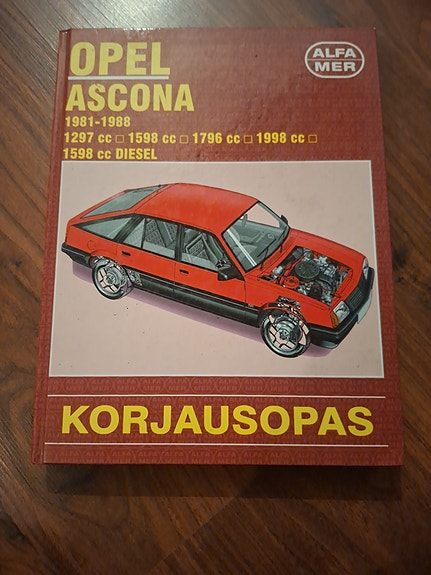 OPEL
ALFA
MER
ASCONA
1981-1988
1297 cc □ 1598 cc □ 1796 cc □ 1998 cc □
1598 cc DIESEL
KORJAUSOPAS